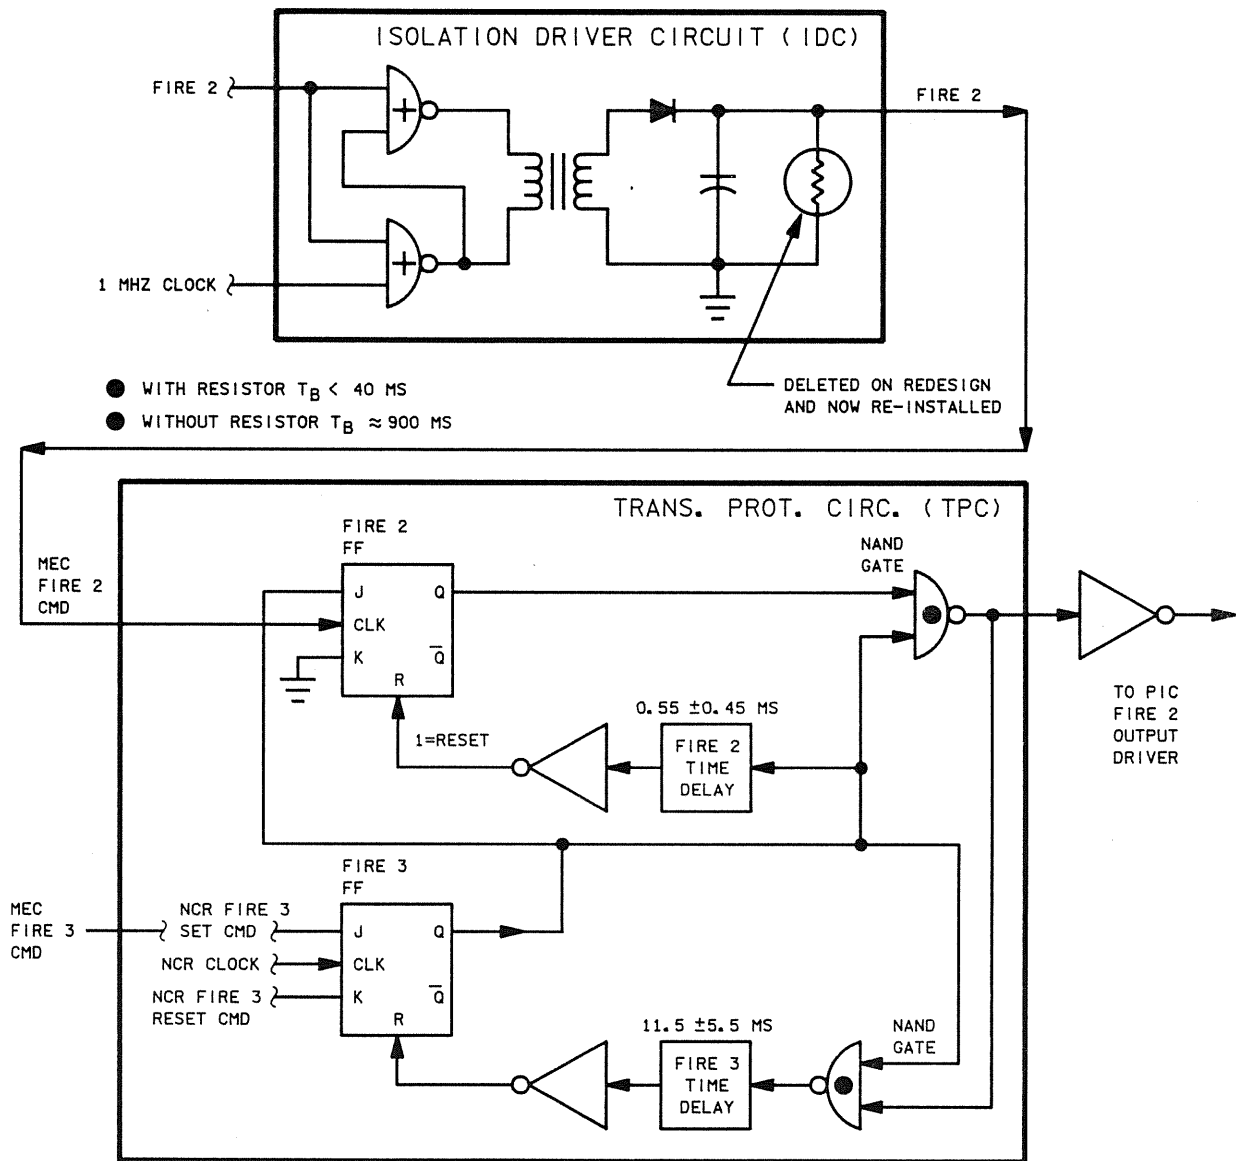 ISOLATION DRIVER CIRCUIT (IDC)
FIRE 2
+
FIRE 2
+
1 MHZ CLOCK
DELETED ON REDESIGN
AND NOW RE-INSTALLED
● WITH RESISTOR TB < 40 MS
● WITHOUT RESISTOR TB ≈ 900 MS
TRANS. PROT. CIRC. (TPC)
MEC
FIRE 2
CMD
FIRE 2
FF
J Q
CLK
K Q̅
R
1=RESET
NAND
GATE
0.55 ±0.45 MS
FIRE 2
TIME
DELAY
TO PIC
FIRE 2
OUTPUT
DRIVER
MEC
FIRE 3
CMD
NCR FIRE 3
SET CMD
NCR CLOCK
NCR FIRE 3
RESET CMD
FIRE 3
FF
J Q
CLK
K Q̅
R
11.5 ±5.5 MS
FIRE 3
TIME
DELAY
NAND
GATE